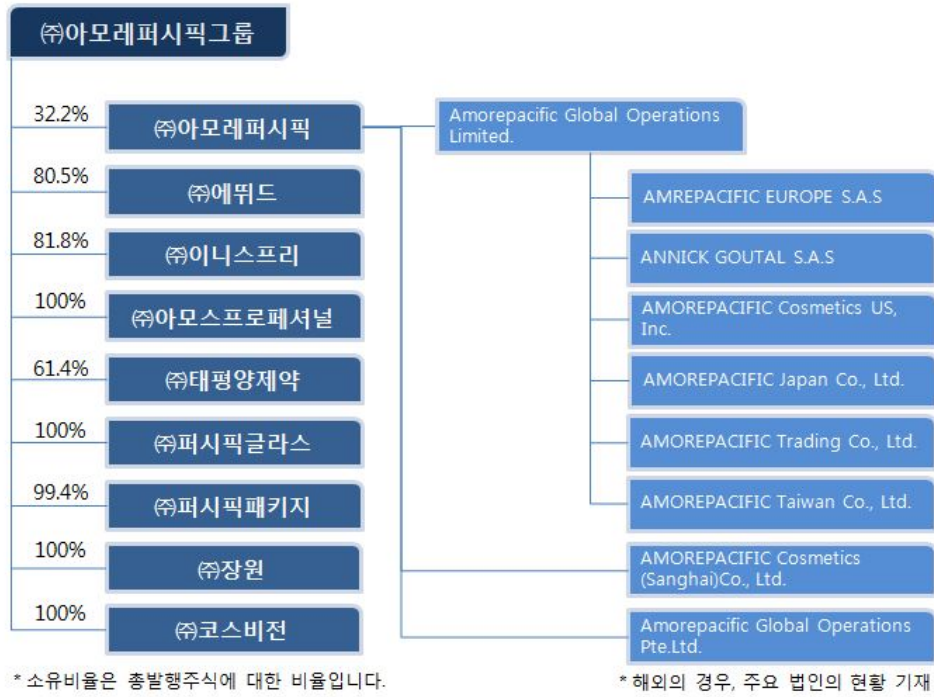 ㈜아모레퍼시픽그룹
32.2%
㈜아모레퍼시픽
80.5%
㈜에뛰드
81.8%
㈜이니스프리
100%
㈜아모스프로페셔널
61.4%
㈜태평양제약
100%
㈜퍼시픽글라스
99.4%
㈜퍼시픽패키지
100%
㈜장원
100%
㈜코스비전
Amorepacific Global Operations
Limited.
AMREPACIFIC EUROPE S.A.S
ANNICK GOUTAL S.A.S
AMOREPACIFIC Cosmetics US,
Inc.
AMOREPACIFIC Japan Co., Ltd.
AMOREPACIFIC Trading Co., Ltd.
AMOREPACIFIC Taiwan Co., Ltd.
AMOREPACIFIC Cosmetics
(Sanghai)Co., Ltd.
Amorepacific Global Operations
Pte.Ltd.
* 소유비율은 총발행주식에 대한 비율입니다.
* 해외의 경우, 주요 법인의 현황 기재